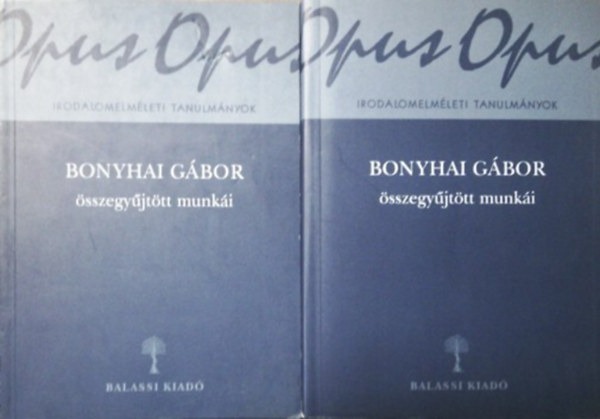 Opus Opus
IRODALOMELMÉLETI TANULMÁNYOK
BONYHAI GÁBOR
összegyűjtött munkái
BALASSI KIADÓ
Opus Opus
IRODALOMELMÉLETI TANULMÁNYOK
BONYHAI GÁBOR
összegyűjtött munkái
BALASSI KIADÓ